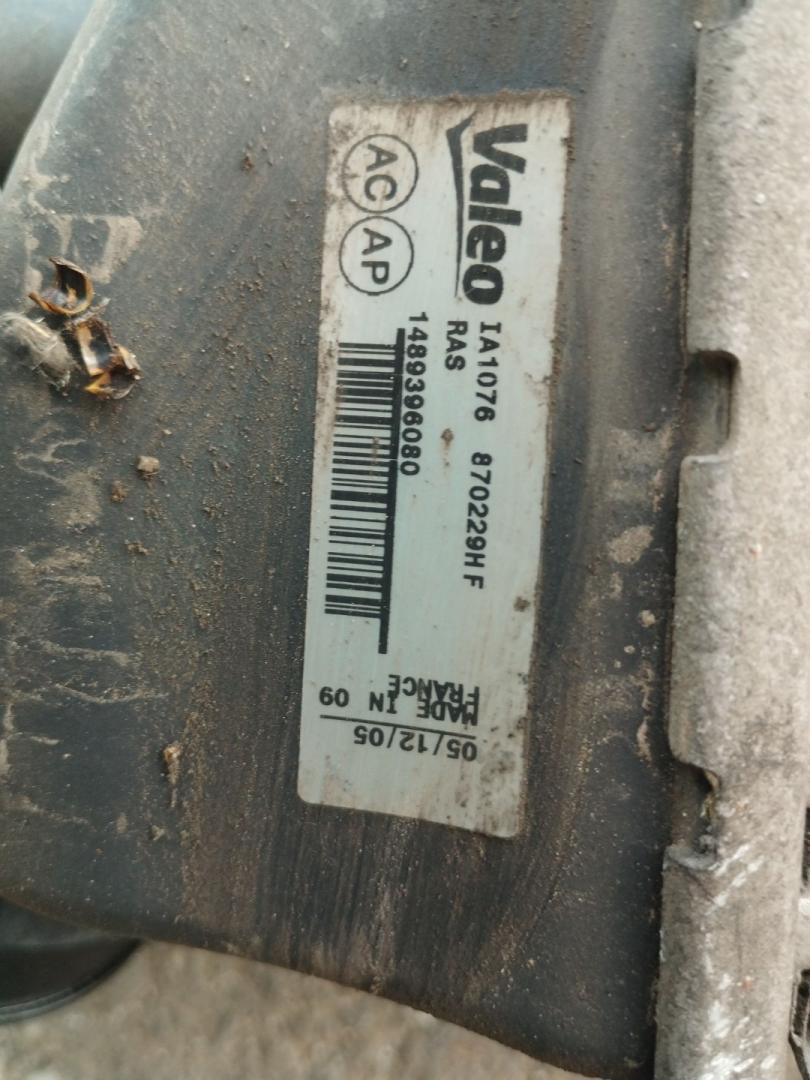 Valeo
IA1076 870229HF
RAS
AC AP
1489396080
MADE IN 09
FRANCE
05/12/05